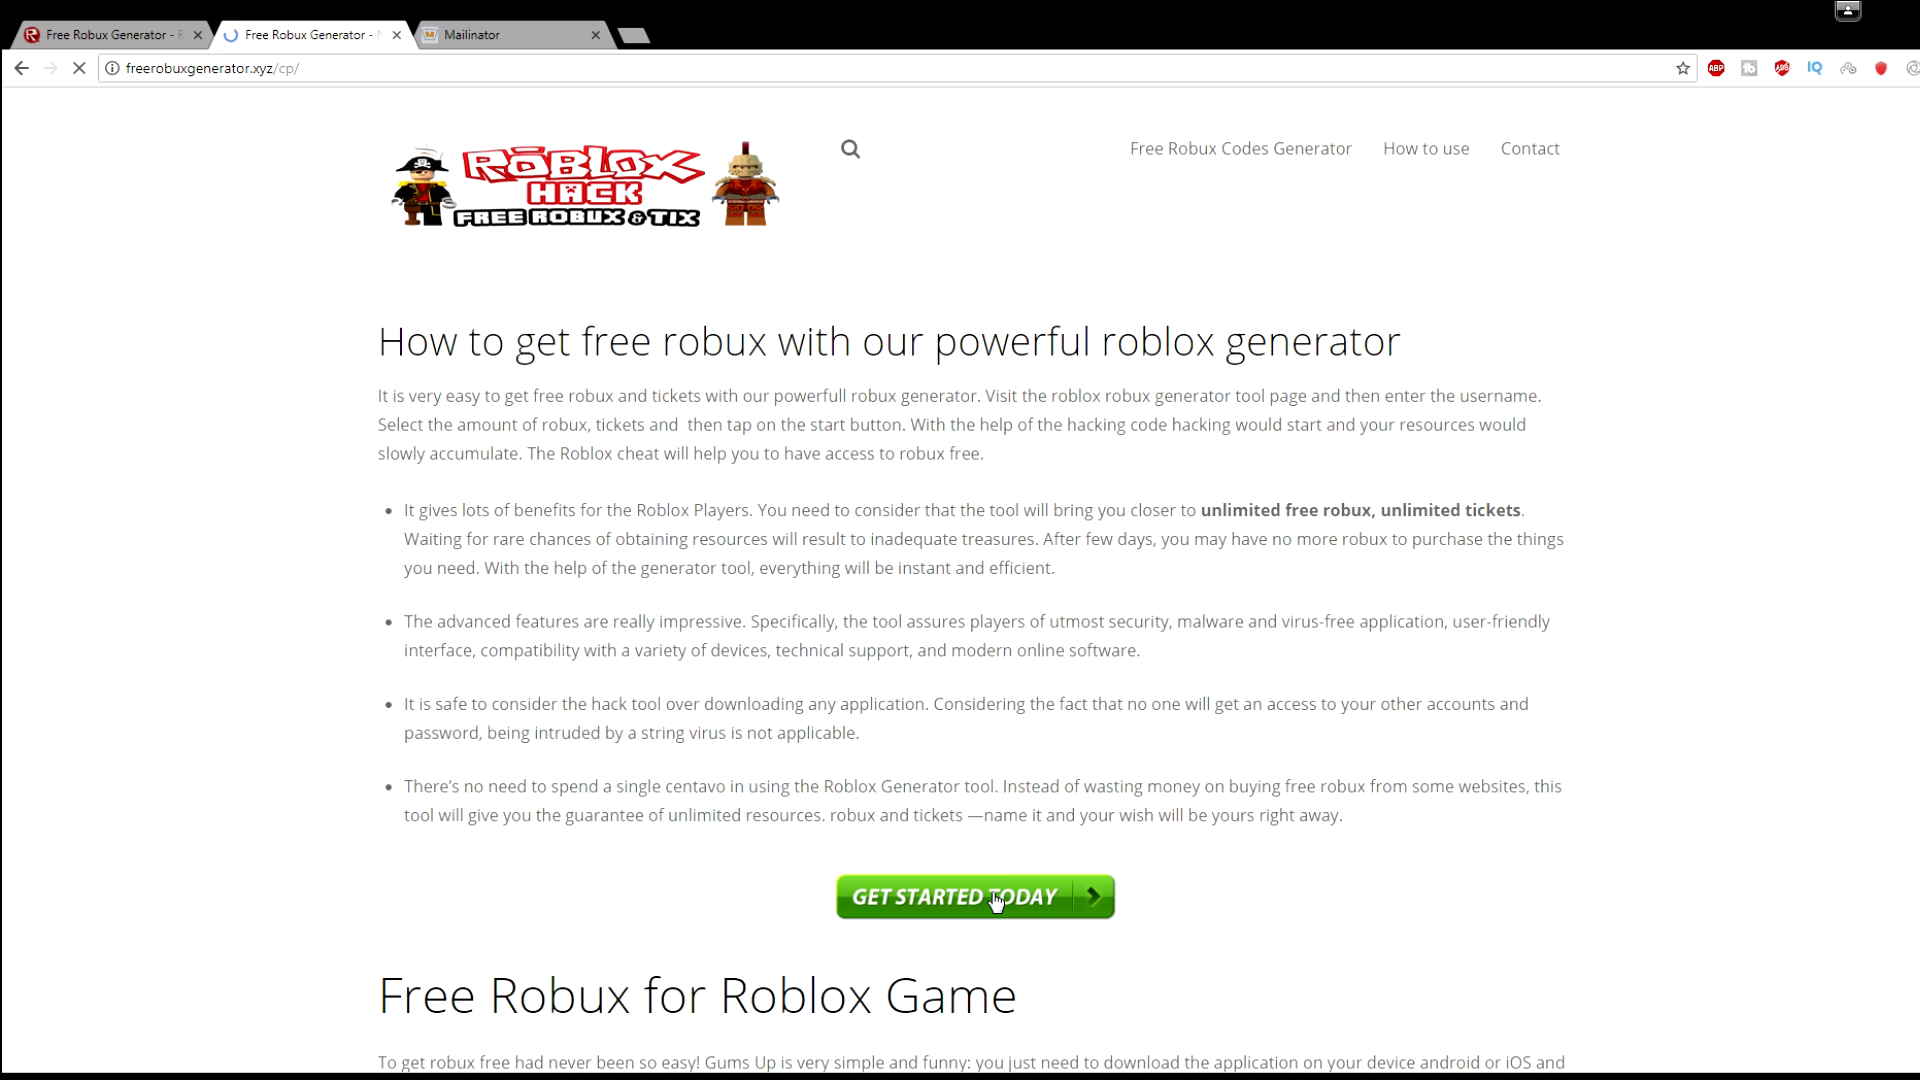 Free Robux Generator - R
Free Robux Generator - N
Mailinator
freerobuxgenerator.xyz/cp/
ABP
IQ
ROBLOX
HACK
FREE ROBUX & TIX
Free Robux Codes Generator
How to use
Contact
How to get free robux with our powerful roblox generator
It is very easy to get free robux and tickets with our powerfull robux generator. Visit the roblox robux generator tool page and then enter the username.
Select the amount of robux, tickets and  then tap on the start button. With the help of the hacking code hacking would start and your resources would
slowly accumulate. The Roblox cheat will help you to have access to robux free.
It gives lots of benefits for the Roblox Players. You need to consider that the tool will bring you closer to unlimited free robux, unlimited tickets.
Waiting for rare chances of obtaining resources will result to inadequate treasures. After few days, you may have no more robux to purchase the things
you need. With the help of the generator tool, everything will be instant and efficient.
The advanced features are really impressive. Specifically, the tool assures players of utmost security, malware and virus-free application, user-friendly
interface, compatibility with a variety of devices, technical support, and modern online software.
It is safe to consider the hack tool over downloading any application. Considering the fact that no one will get an access to your other accounts and
password, being intruded by a string virus is not applicable.
There's no need to spend a single centavo in using the Roblox Generator tool. Instead of wasting money on buying free robux from some websites, this
tool will give you the guarantee of unlimited resources. robux and tickets —name it and your wish will be yours right away.
GET STARTED TODAY
Free Robux for Roblox Game
To get robux free had never been so easy! Gums Up is very simple and funny: you just need to download the application on your device android or iOS and